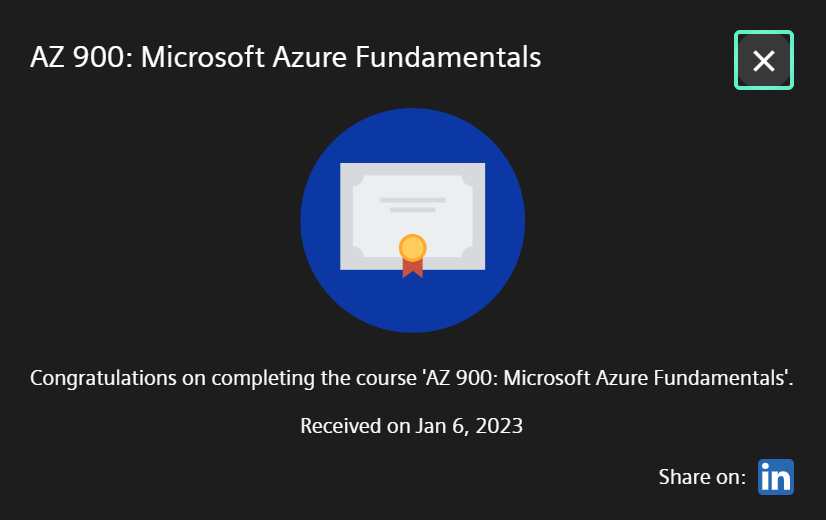 AZ 900: Microsoft Azure Fundamentals
Congratulations on completing the course 'AZ 900: Microsoft Azure Fundamentals'.
Received on Jan 6, 2023
Share on: in